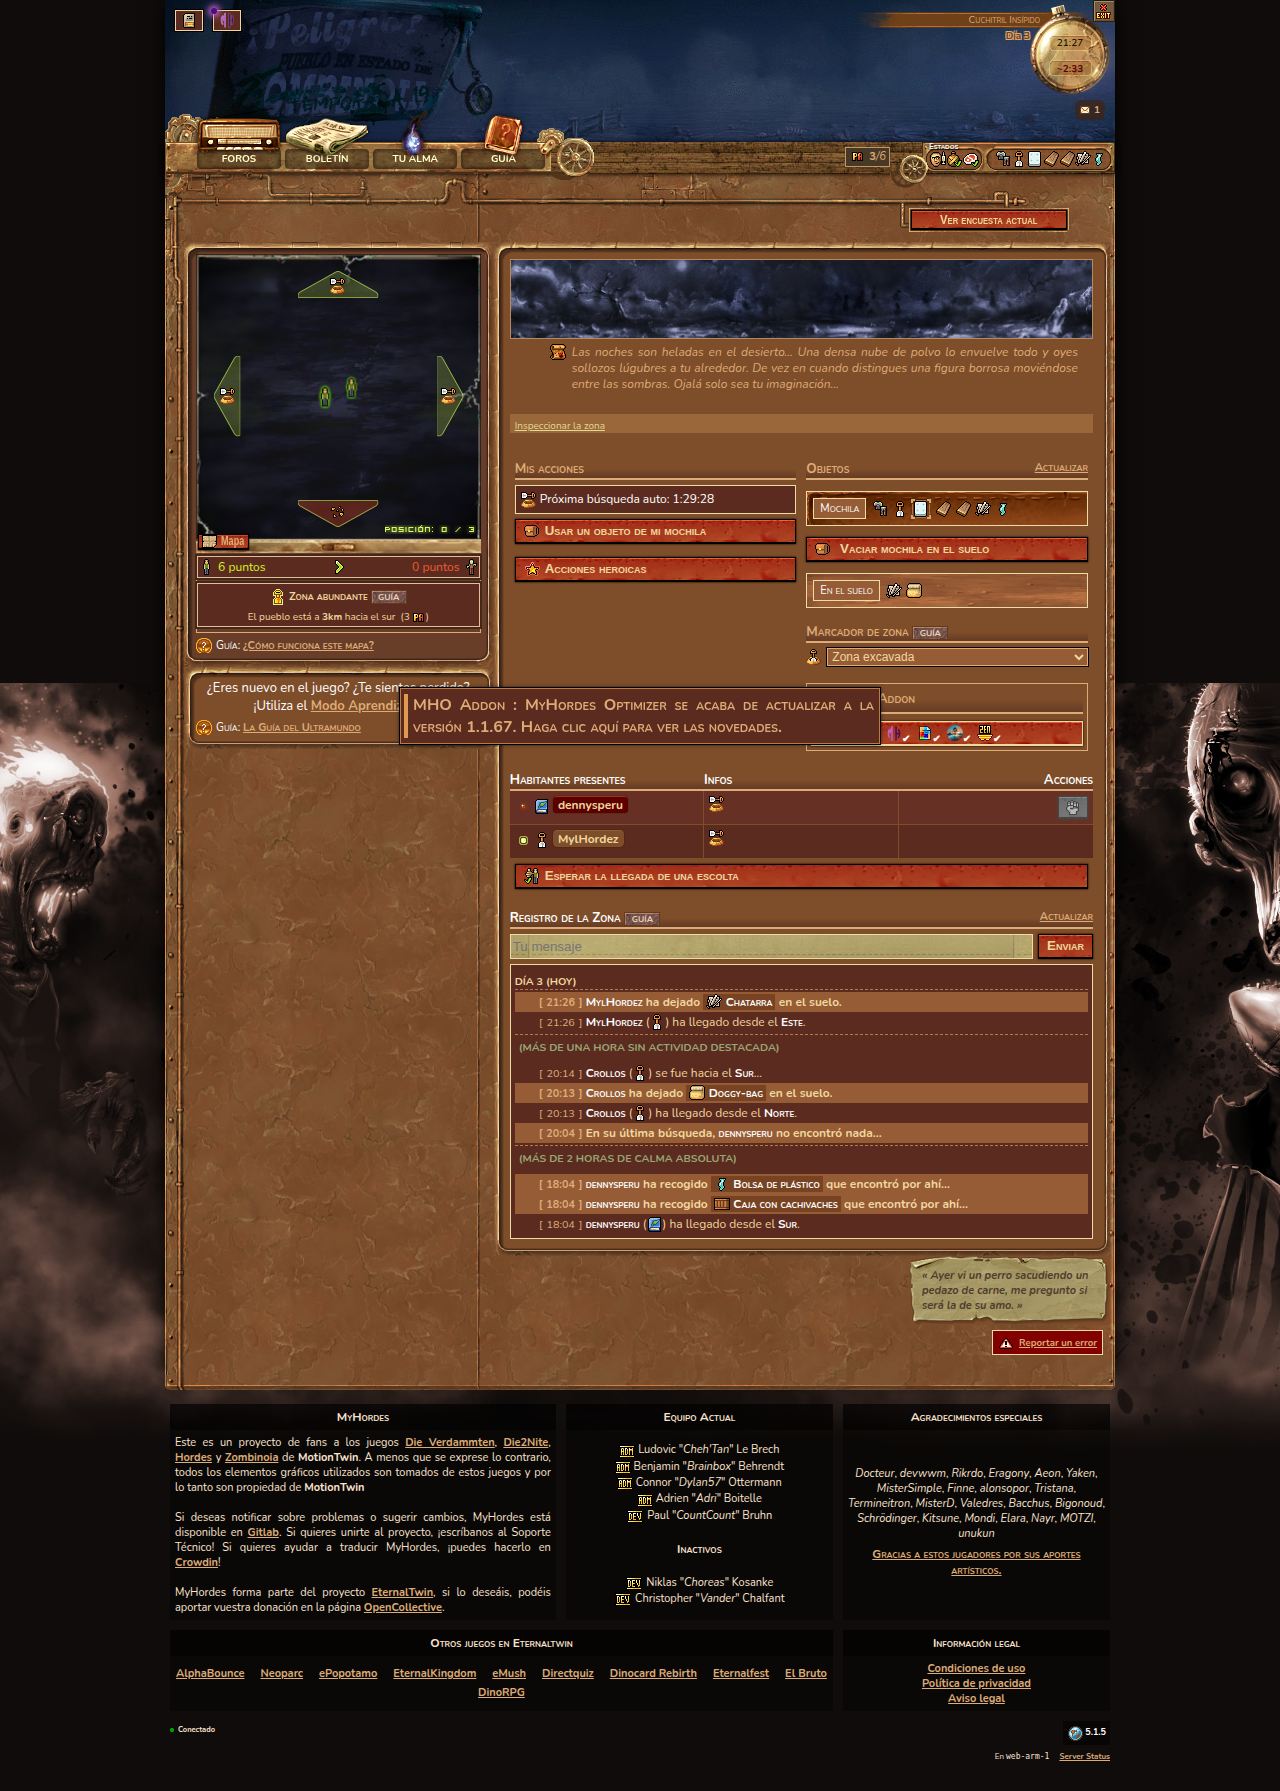 Cuchitril Insípido
EXIT
Día 3
21:27
~2:33
1
¡Peligro!
PUEBLO EN ESTADO DE
FOROS
BOLETÍN
TU ALMA
GUIA
PA 3/6
Estados
Ver encuesta actual
Las noches son heladas en el desierto... Una densa nube de polvo lo envuelve todo y oyes
sollozos lúgubres a tu alrededor. De vez en cuando distingues una figura borrosa moviéndose
entre las sombras. Ojalá solo sea tu imaginación...
Inspeccionar la zona
POSICIÓN: 0 / 3
Mapa
6 puntos
0 puntos
Zona abundante GUÍA
El pueblo está a 3km hacia el sur (3 PA)
Guía: ¿Cómo funciona este mapa?
¿Eres nuevo en el juego? ¿Te sientes perdido?
¡Utiliza el Modo Aprendiz
Guía: La Guía del Ultramundo
Mis acciones
Próxima búsqueda auto: 1:29:28
Usar un objeto de mi mochila
Acciones heroicas
Objetos
Actualizar
Mochila
Vaciar mochila en el suelo
En el suelo
Marcador de zona GUÍA
Zona excavada
Addon
MHO Addon : MyHordes Optimizer se acaba de actualizar a la
versión 1.1.67. Haga clic aquí para ver las novedades.
Habitantes presentes
Infos
Acciones
dennysperu
MylHordez
Esperar la llegada de una escolta
Registro de la Zona GUÍA
Actualizar
Tu mensaje
Enviar
DÍA 3 (HOY)
[ 21:26 ] MylHordez ha dejado Chatarra en el suelo.
[ 21:26 ] MylHordez ( ) ha llegado desde el Este.
(MÁS DE UNA HORA SIN ACTIVIDAD DESTACADA)
[ 20:14 ] Crollos ( ) se fue hacia el Sur...
[ 20:13 ] Crollos ha dejado Doggy-bag en el suelo.
[ 20:13 ] Crollos ( ) ha llegado desde el Norte.
[ 20:04 ] En su última búsqueda, dennysperu no encontró nada...
(MÁS DE 2 HORAS DE CALMA ABSOLUTA)
[ 18:04 ] dennysperu ha recogido Bolsa de plástico que encontró por ahí...
[ 18:04 ] dennysperu ha recogido Caja con cachivaches que encontró por ahí...
[ 18:04 ] dennysperu ( ) ha llegado desde el Sur.
« Ayer vi un perro sacudiendo un
pedazo de carne, me pregunto si
será la de su amo. »
Reportar un error
MyHordes
Este es un proyecto de fans a los juegos Die Verdammten, Die2Nite,
Hordes y Zombinoia de MotionTwin. A menos que se exprese lo contrario,
todos los elementos gráficos utilizados son tomados de estos juegos y por
lo tanto son propiedad de MotionTwin
Si deseas notificar sobre problemas o sugerir cambios, MyHordes está
disponible en Gitlab. Si quieres unirte al proyecto, ¡escríbanos al Soporte
Técnico! Si quieres ayudar a traducir MyHordes, ¡puedes hacerlo en
Crowdin!
MyHordes forma parte del proyecto EternalTwin, si lo deseáis, podéis
aportar vuestra donación en la página OpenCollective.
Equipo Actual
ADM Ludovic "Cheh'Tan" Le Brech
ADM Benjamin "Brainbox" Behrendt
ADM Connor "Dylan57" Ottermann
ADM Adrien "Adri" Boitelle
DEV Paul "CountCount" Bruhn
Inactivos
DEV Niklas "Choreas" Kosanke
DEV Christopher "Vander" Chalfant
Agradecimientos especiales
Docteur, devwwm, Rikrdo, Eragony, Aeon, Yaken,
MisterSimple, Finne, alonsopor, Tristana,
Termineitron, MisterD, Valedres, Bacchus, Bigonoud,
Schrödinger, Kitsune, Mondi, Elara, Nayr, MOTZI,
unukun
Gracias a estos jugadores por sus aportes
artísticos.
Otros juegos en Eternaltwin
AlphaBounce Neoparc ePopotamo EternalKingdom eMush Directquiz Dinocard Rebirth Eternalfest El Bruto
DinoRPG
Información legal
Condiciones de uso
Política de privacidad
Aviso legal
Conectado
5.1.5
En web-arm-1 Server Status